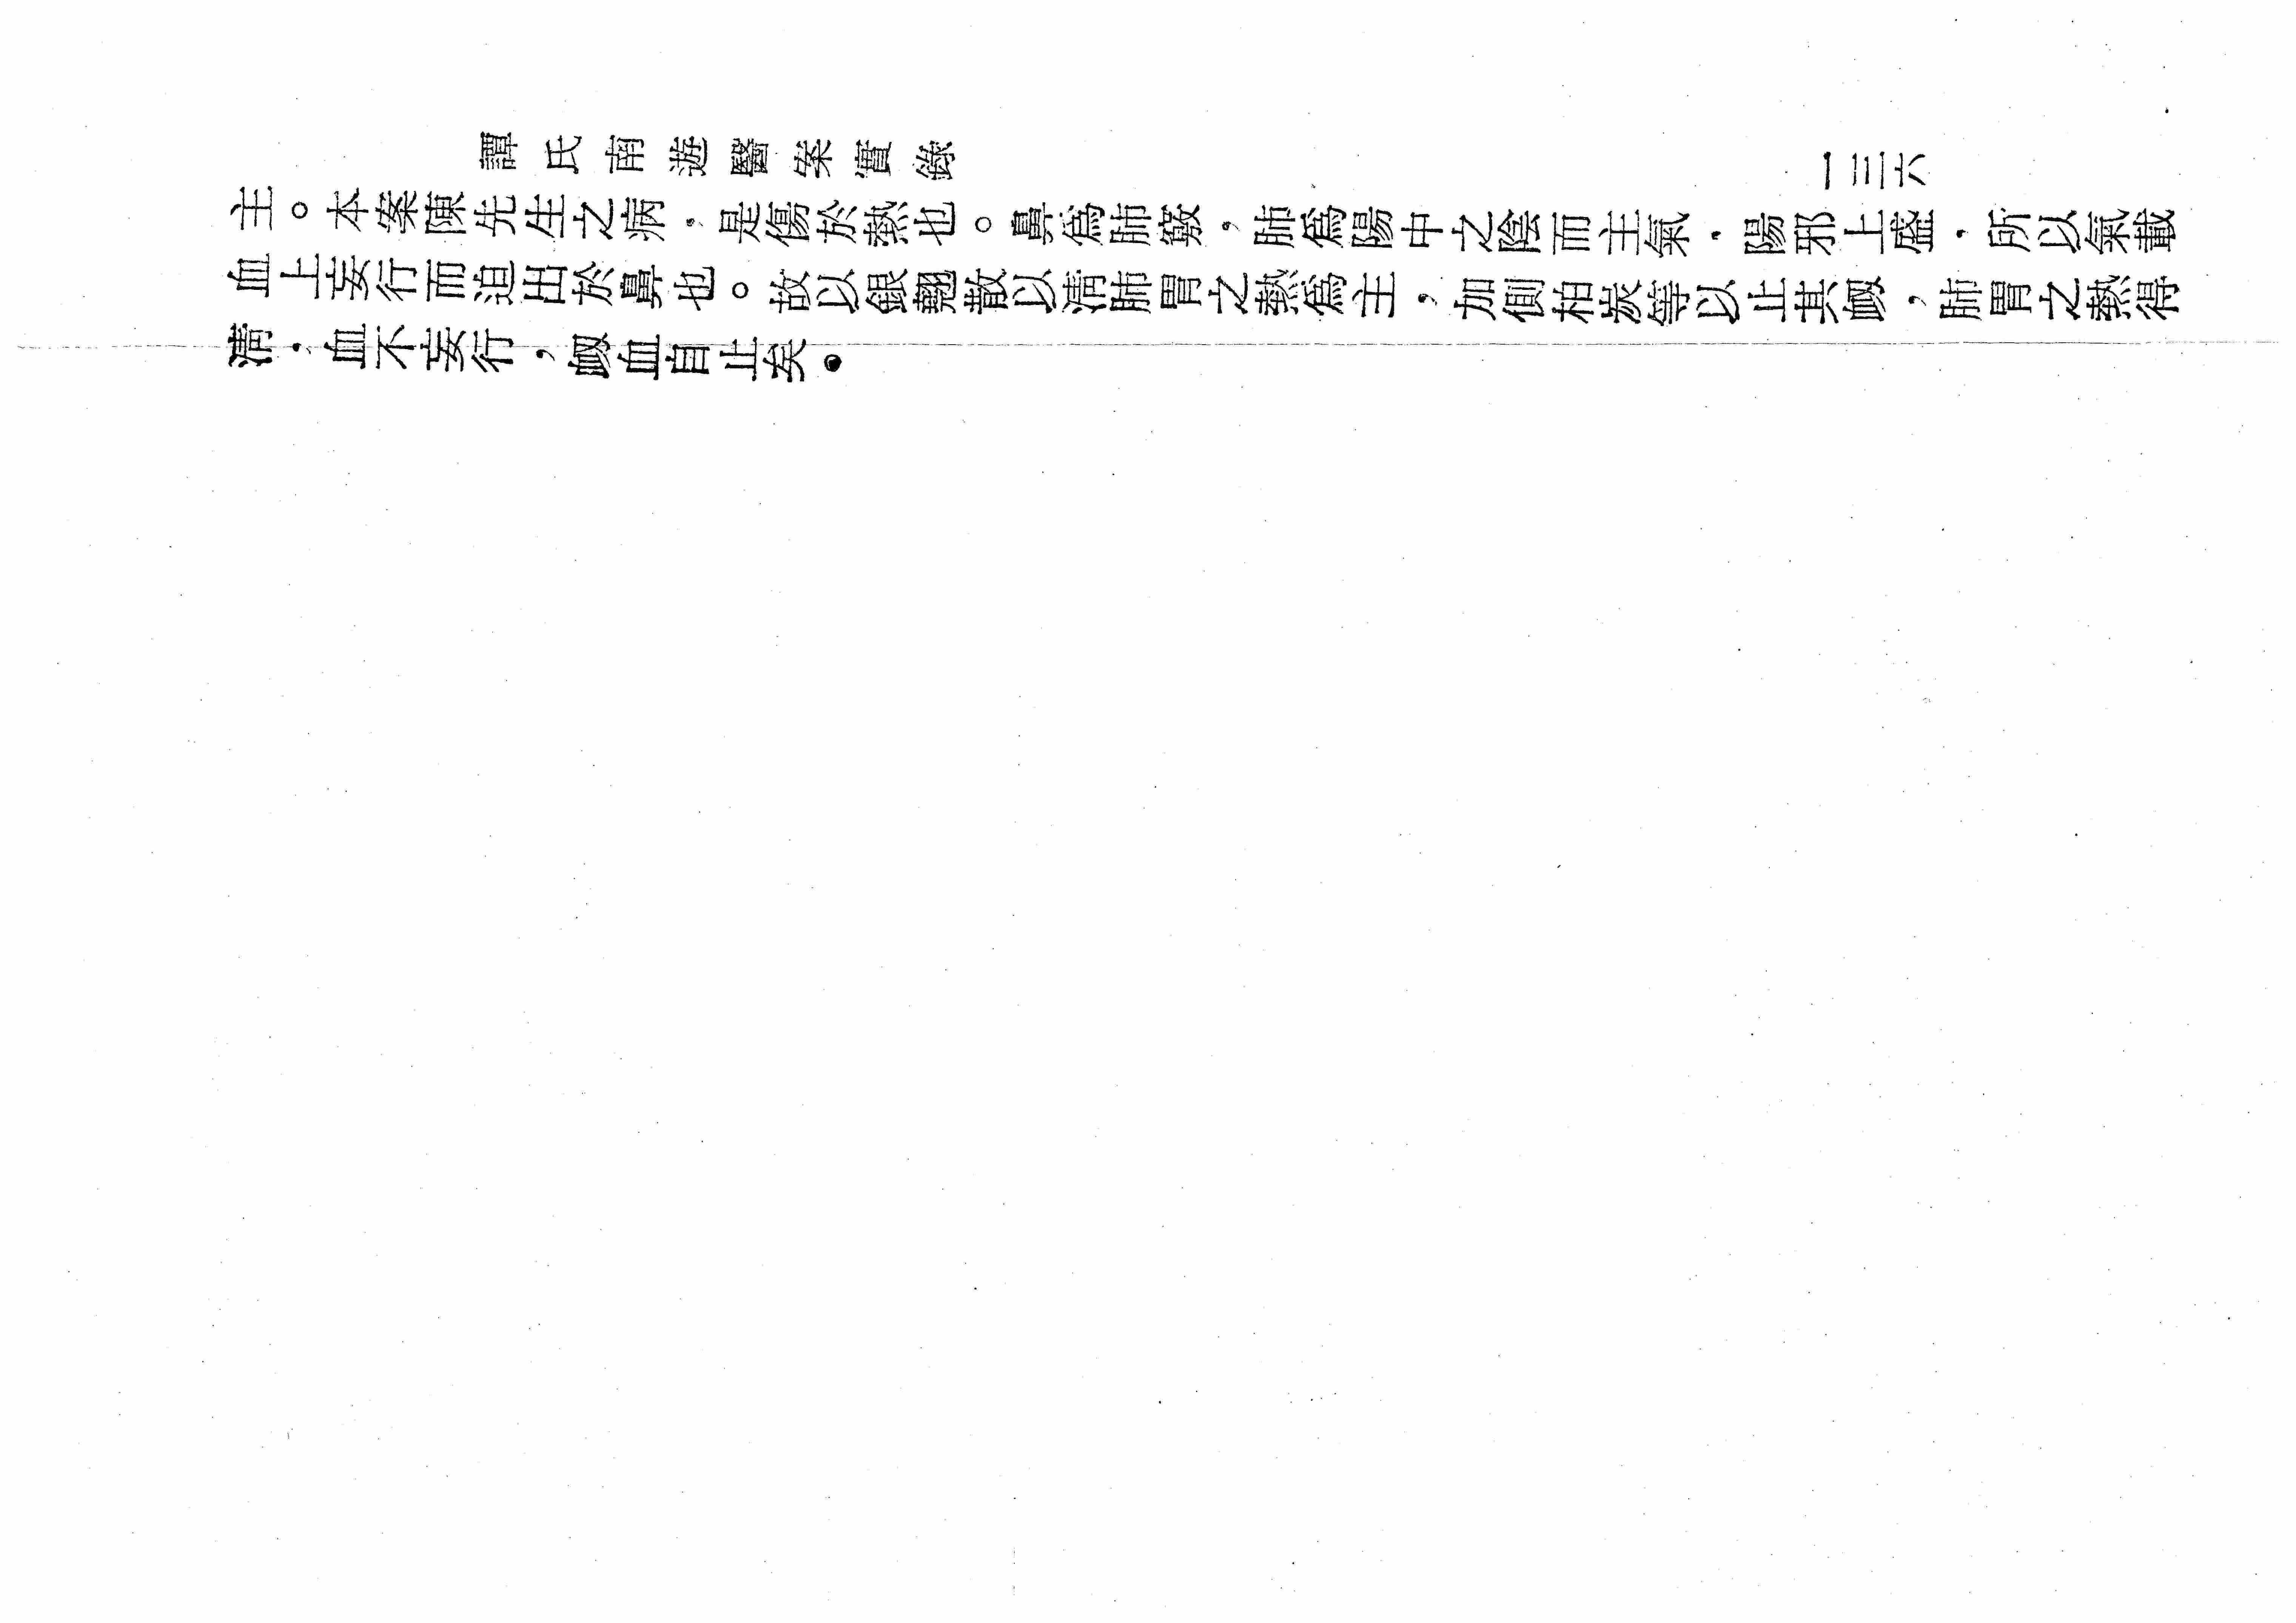 譚氏南遊醫案實錄
一三六
主。本案陳先生之病，是傷於熱也。鼻爲肺竅，肺爲陽中之陰而主氣，陽邪上盛，所以氣載
血上妄行而迫出於鼻也。故以銀翹散以淸肺胃之熱爲主，加側柏炭等以止其衂，肺胃之熱得
淸，血不妄行，衂血自止矣。